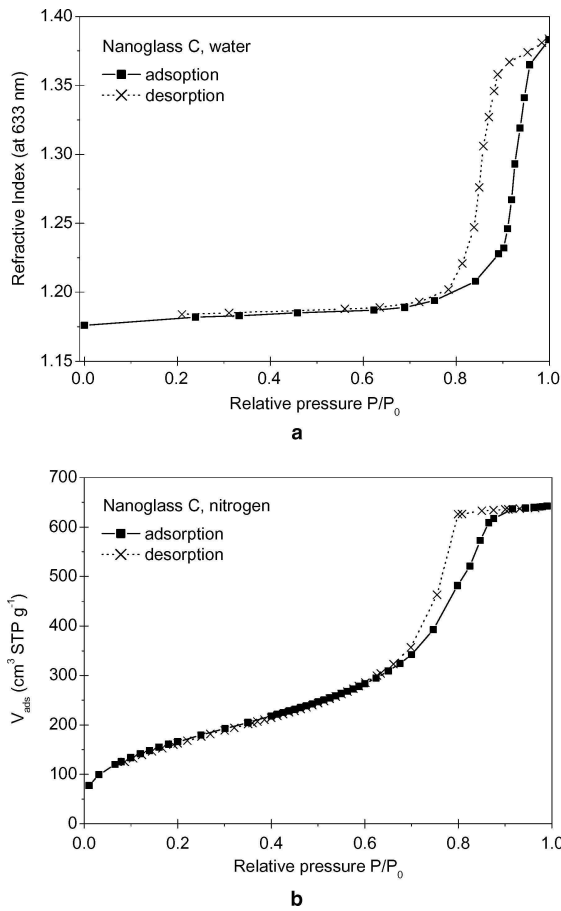 1.40
1.35
1.30
1.25
1.20
1.15
Refractive Index (at 633 nm)
Nanoglass C, water
adsoption
desorption
0.0 0.2 0.4 0.6 0.8 1.0
Relative pressure P/P₀
a
700
600
500
400
300
200
100
0
V_ads (cm³ STP g⁻¹)
Nanoglass C, nitrogen
adsorption
desorption
0.0 0.2 0.4 0.6 0.8 1.0
Relative pressure P/P₀
b